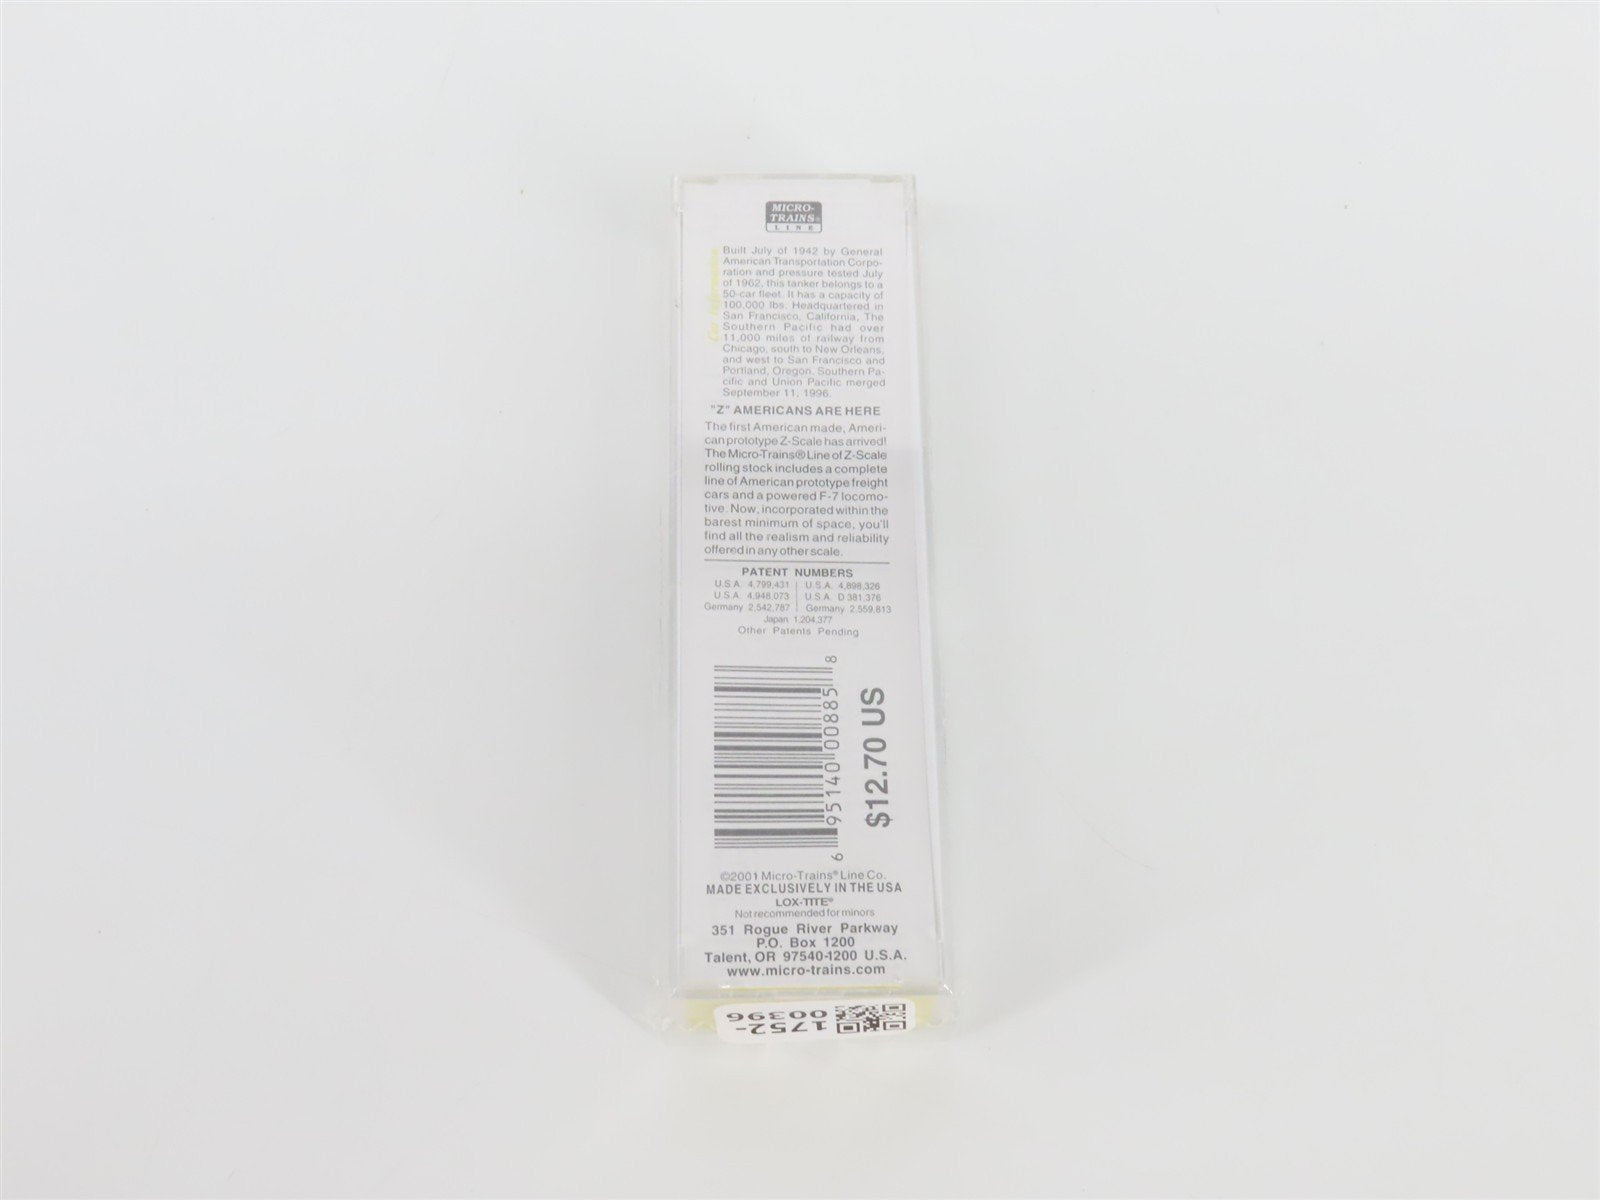 MICRO-
TRAINS®
LINE
Car Information:
Built July of 1942 by General
American Transportation Corpo-
ration and pressure tested July
of 1962, this tanker belongs to a
50-car fleet. It has a capacity of
100,000 lbs. Headquartered in
San Francisco, California, The
Southern Pacific had over
11,000 miles of railway from
Chicago, south to New Orleans,
and west to San Francisco and
Portland, Oregon. Southern Pa-
cific and Union Pacific merged
September 11, 1996.
"Z" AMERICANS ARE HERE
The first American made, Ameri-
can prototype Z-Scale has arrived!
The Micro-Trains® Line of Z-Scale
rolling stock includes a complete
line of American prototype freight
cars and a powered F-7 locomo-
tive. Now, incorporated within the
barest minimum of space, you'll
find all the realism and reliability
offered in any other scale.
PATENT NUMBERS
U.S.A. 4,799,431 | U.S.A. 4,898,326
U.S.A. 4,948,073 | U.S.A. D 381,376
Germany 2,542,787 | Germany 2,559,813
Japan 1,204,377
Other Patents Pending
6 95140 00885 8
$12.70 US
©2001 Micro-Trains® Line Co.
MADE EXCLUSIVELY IN THE USA
LOX-TITE®
Not recommended for minors
351 Rogue River Parkway
P.O. Box 1200
Talent, OR 97540-1200 U.S.A.
www.micro-trains.com
1752-
00396